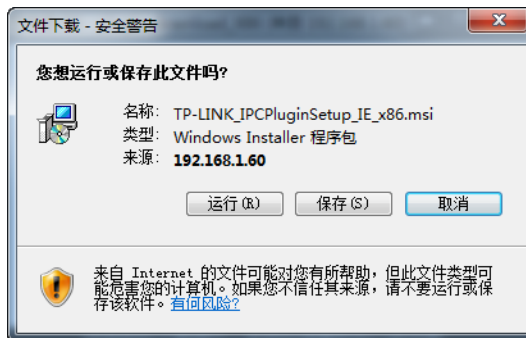 文件下载 - 安全警告
您想运行或保存此文件吗?
名称: TP-LINK_IPCPluginSetup_IE_x86.msi
类型: Windows Installer 程序包
来源: 192.168.1.60
运行(R) 保存(S) 取消
来自 Internet 的文件可能对您有所帮助，但此文件类型可
能危害您的计算机。如果您不信任其来源，请不要运行或保
存该软件。有何风险?